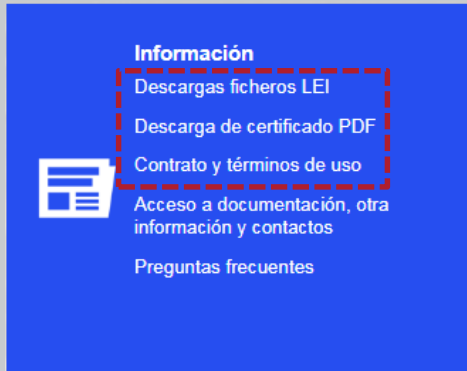 Información
Descargas ficheros LEI
Descarga de certificado PDF
Contrato y términos de uso
Acceso a documentación, otra
información y contactos
Preguntas frecuentes